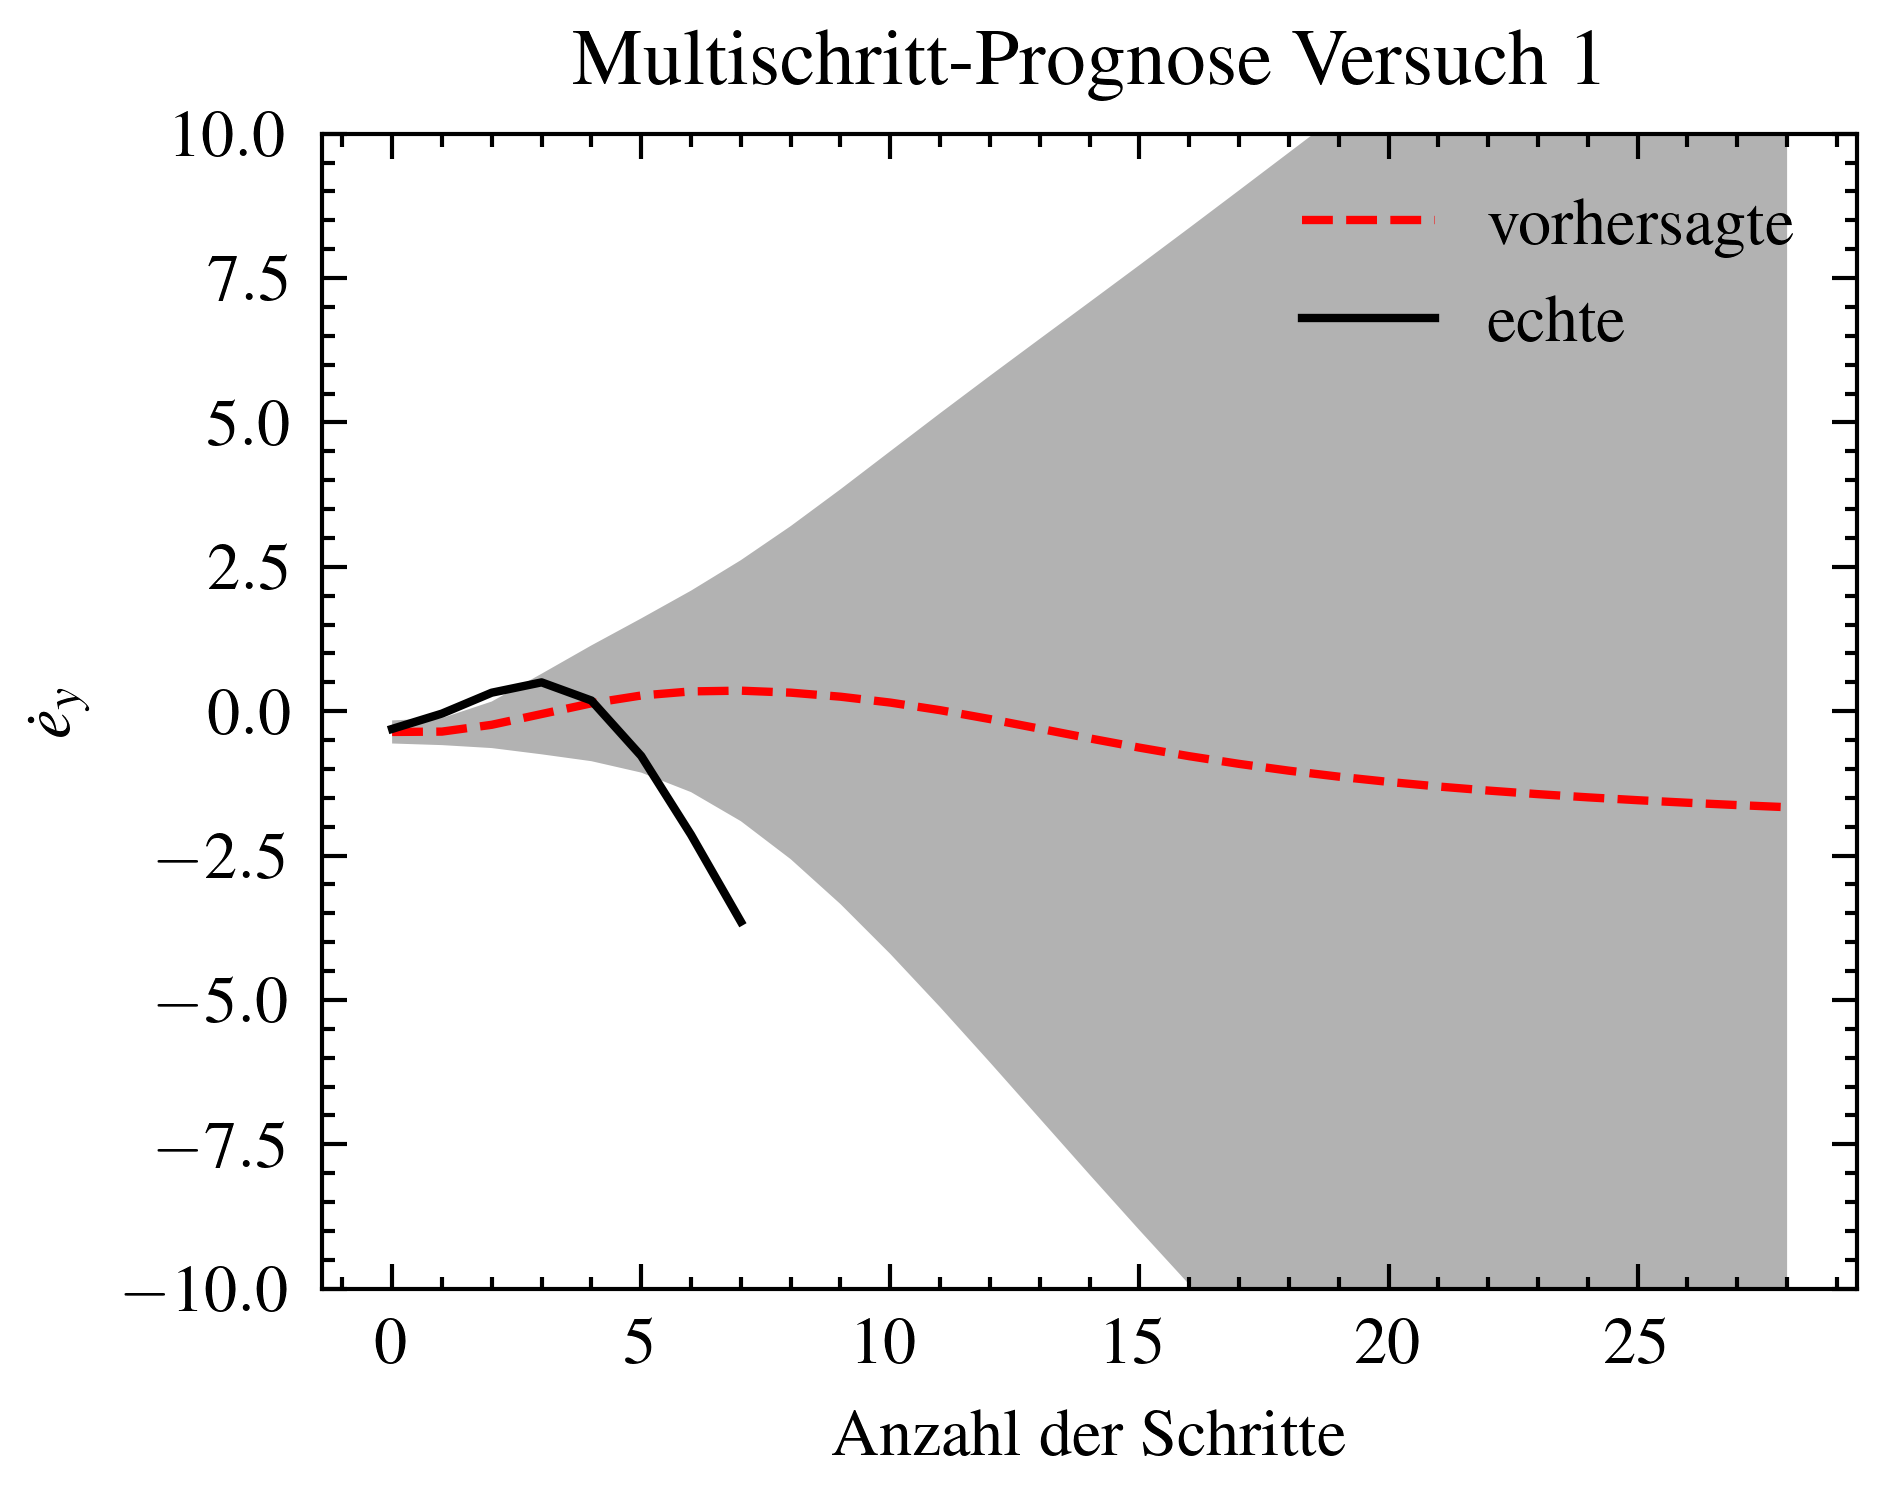 Multischritt-Prognose Versuch 1
10.0
7.5
5.0
2.5
0.0
−2.5
−5.0
−7.5
−10.0
ė_y
vorhersagte
echte
0 5 10 15 20 25
Anzahl der Schritte